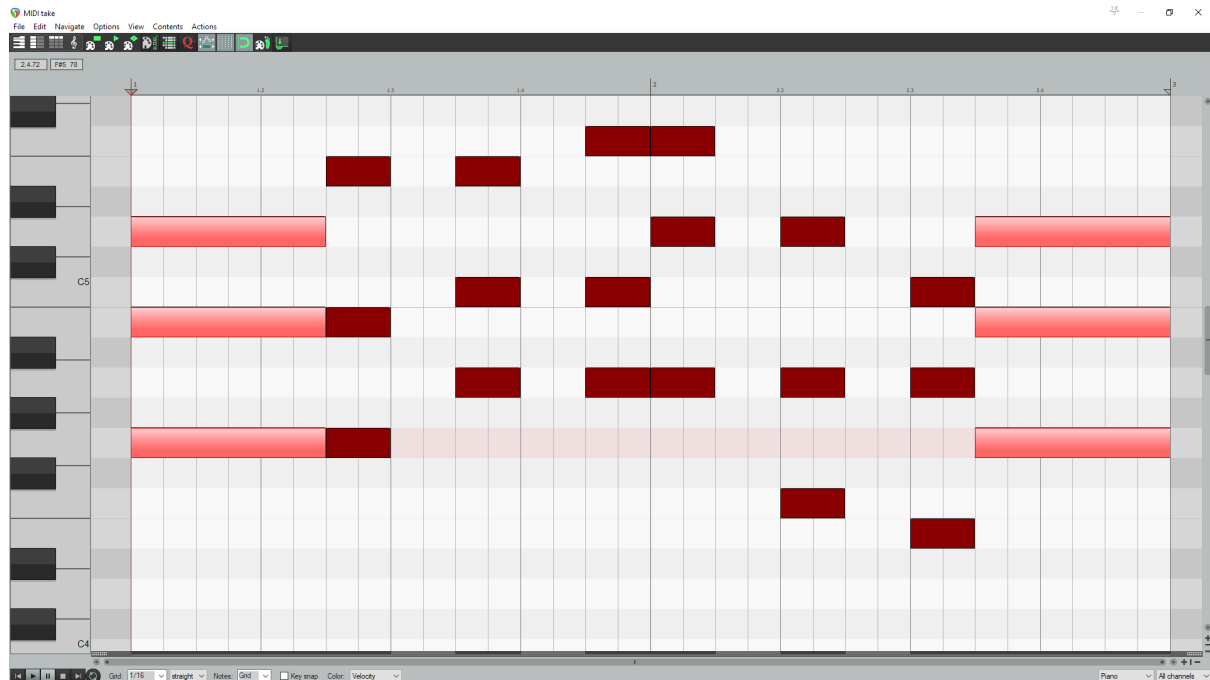 MIDI take
File Edit Navigate Options View Contents Actions
2.4.72 F#5 78
1 1.2 1.3 1.4 2 2.2 2.3 2.4 3
C5
C4
Grid: 1/16 straight Notes: Grid Key snap Color: Velocity Piano All channels